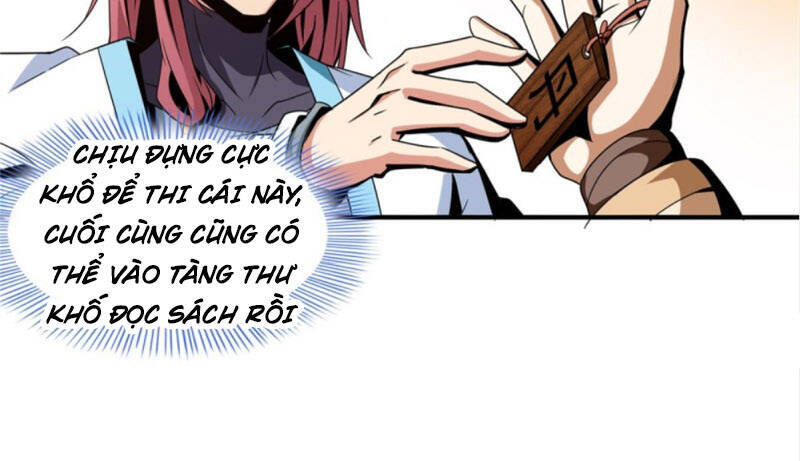 CHỊU ĐỰNG CỰC
KHỔ ĐỂ THI CÁI NÀY,
CUỐI CÙNG CŨNG CÓ
THỂ VÀO TÀNG THƯ
KHỐ ĐỌC SÁCH RỒI